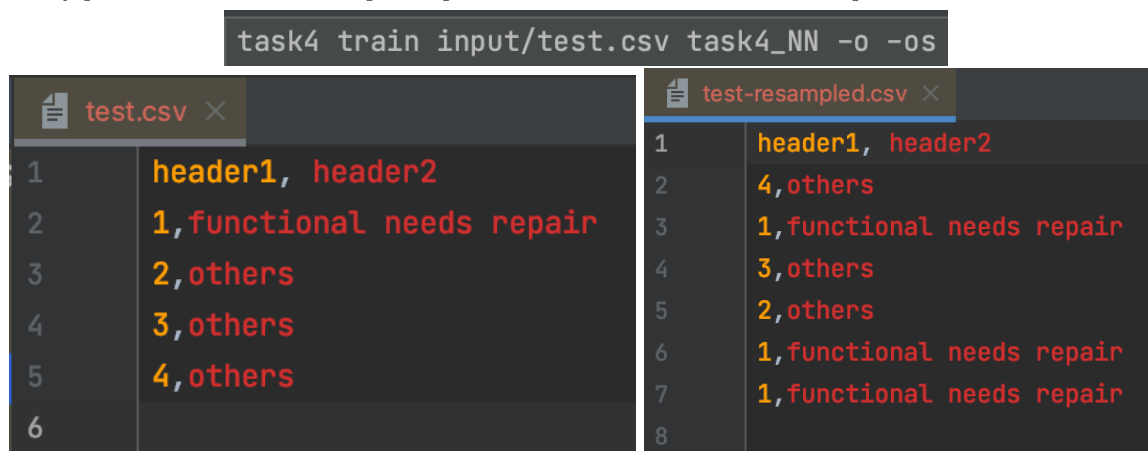 task4 train input/test.csv task4_NN -o -os
test.csv
1 header1, header2
2 1,functional needs repair
3 2,others
4 3,others
5 4,others
6
test-resampled.csv
1 header1, header2
2 4,others
3 1,functional needs repair
4 3,others
5 2,others
6 1,functional needs repair
7 1,functional needs repair
8